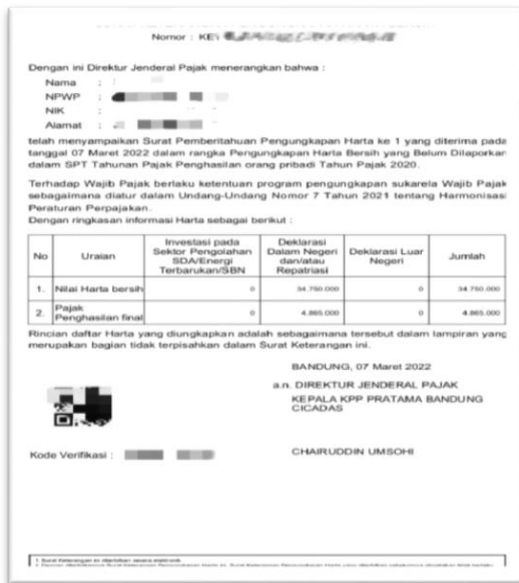 Nomor : KET
Dengan ini Direktur Jenderal Pajak menerangkan bahwa :
Nama :
NPWP :
NIK :
Alamat :
telah menyampaikan Surat Pemberitahuan Pengungkapan Harta ke 1 yang diterima pada
tanggal 07 Maret 2022 dalam rangka Pengungkapan Harta Bersih yang Belum Dilaporkan
dalam SPT Tahunan Pajak Penghasilan orang pribadi Tahun Pajak 2020.
Terhadap Wajib Pajak berlaku ketentuan program pengungkapan sukarela Wajib Pajak
sebagaimana diatur dalam Undang-Undang Nomor 7 Tahun 2021 tentang Harmonisasi
Peraturan Perpajakan.
Dengan ringkasan informasi Harta sebagai berikut :
No Uraian Investasi pada Sektor Pengolahan SDA/Energi Terbarukan/SBN Deklarasi Dalam Negeri dan/atau Repatriasi Deklarasi Luar Negeri Jumlah
1. Nilai Harta bersih 0 34.750.000 0 34.750.000
2. Pajak Penghasilan final 0 4.865.000 0 4.865.000
Rincian daftar Harta yang diungkapkan adalah sebagaimana tersebut dalam lampiran yang
merupakan bagian tidak terpisahkan dalam Surat Keterangan ini.
BANDUNG, 07 Maret 2022
a.n. DIREKTUR JENDERAL PAJAK
KEPALA KPP PRATAMA BANDUNG
CICADAS
Kode Verifikasi :
CHAIRUDDIN UMSOHI
1. Surat Keterangan ini diterbitkan secara elektronik